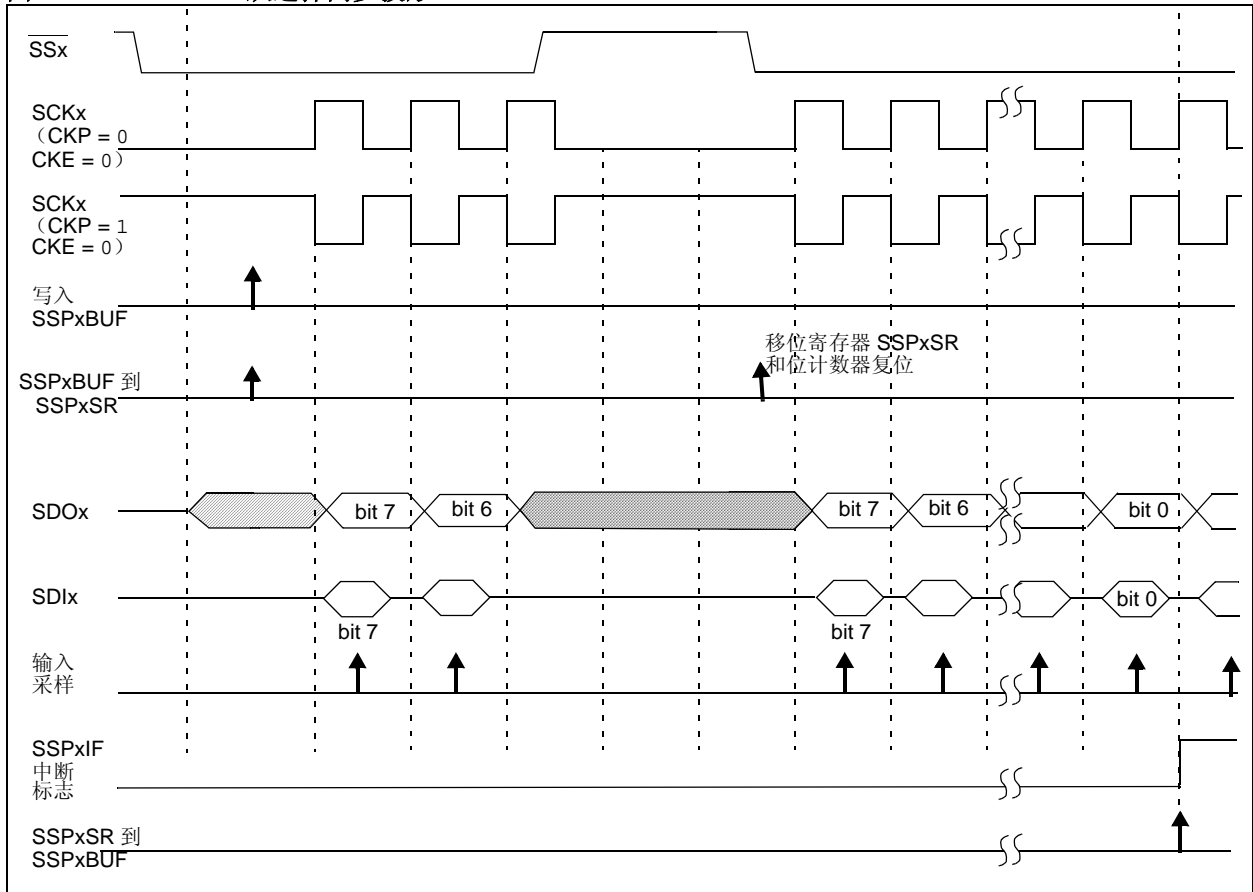 SSx
SCKx
（CKP = 0
CKE = 0）
SCKx
（CKP = 1
CKE = 0）
写入
SSPxBUF
移位寄存器 SSPxSR
和位计数器复位
SSPxBUF 到
SSPxSR
SDOx
bit 7
bit 6
bit 7
bit 6
bit 0
SDIx
bit 0
bit 7
bit 7
输入
采样
SSPxIF
中断
标志
SSPxSR 到
SSPxBUF